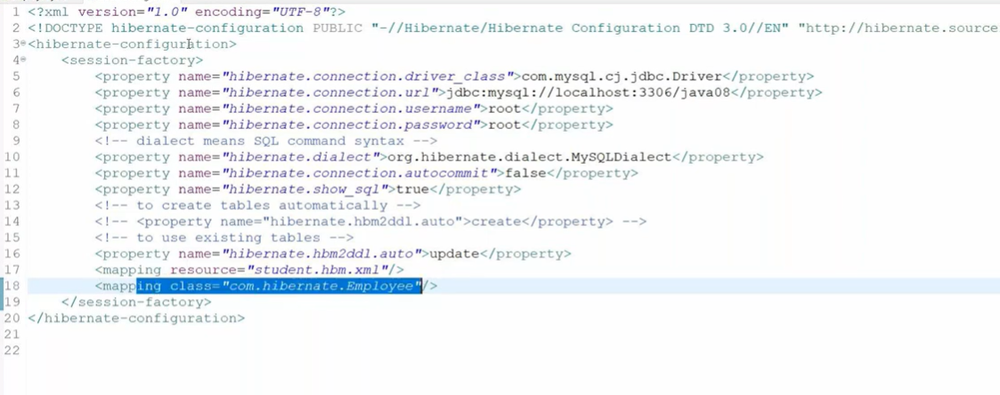 1 <?xml version="1.0" encoding="UTF-8"?>
2 <!DOCTYPE hibernate-configuration PUBLIC "-//Hibernate/Hibernate Configuration DTD 3.0//EN" "http://hibernate.source
3 <hibernate-configuration>
4 <session-factory>
5 <property name="hibernate.connection.driver_class">com.mysql.cj.jdbc.Driver</property>
6 <property name="hibernate.connection.url">jdbc:mysql://localhost:3306/java08</property>
7 <property name="hibernate.connection.username">root</property>
8 <property name="hibernate.connection.password">root</property>
9 <!-- dialect means SQL command syntax -->
10 <property name="hibernate.dialect">org.hibernate.dialect.MySQLDialect</property>
11 <property name="hibernate.connection.autocommit">false</property>
12 <property name="hibernate.show_sql">true</property>
13 <!-- to create tables automatically -->
14 <!-- <property name="hibernate.hbm2ddl.auto">create</property> -->
15 <!-- to use existing tables -->
16 <property name="hibernate.hbm2ddl.auto">update</property>
17 <mapping resource="student.hbm.xml"/>
18 <mapping class="com.hibernate.Employee"/>
19 </session-factory>
20 </hibernate-configuration>
21
22